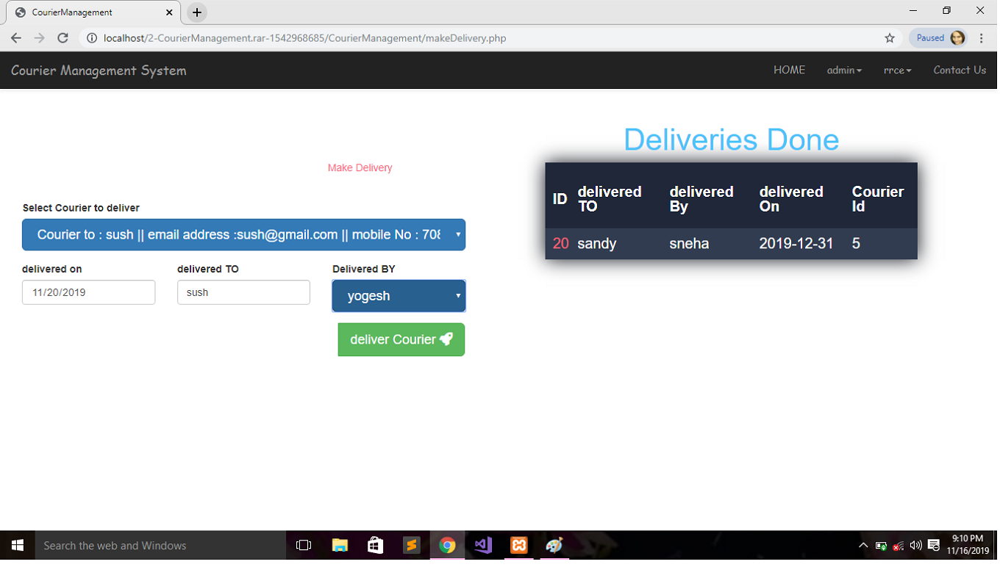 CourierManagement
localhost/2-CourierManagement.rar-1542968685/CourierManagement/makeDelivery.php
Paused
Courier Management System
HOME
admin
rrce
Contact Us
Make Delivery
Select Courier to deliver
Courier to : sush || email address :sush@gmail.com || mobile No : 708
delivered on
delivered TO
Delivered BY
11/20/2019
sush
yogesh
deliver Courier
Deliveries Done
ID
delivered TO
delivered By
delivered On
Courier Id
20 sandy sneha 2019-12-31 5
Search the web and Windows
9:10 PM
11/16/2019